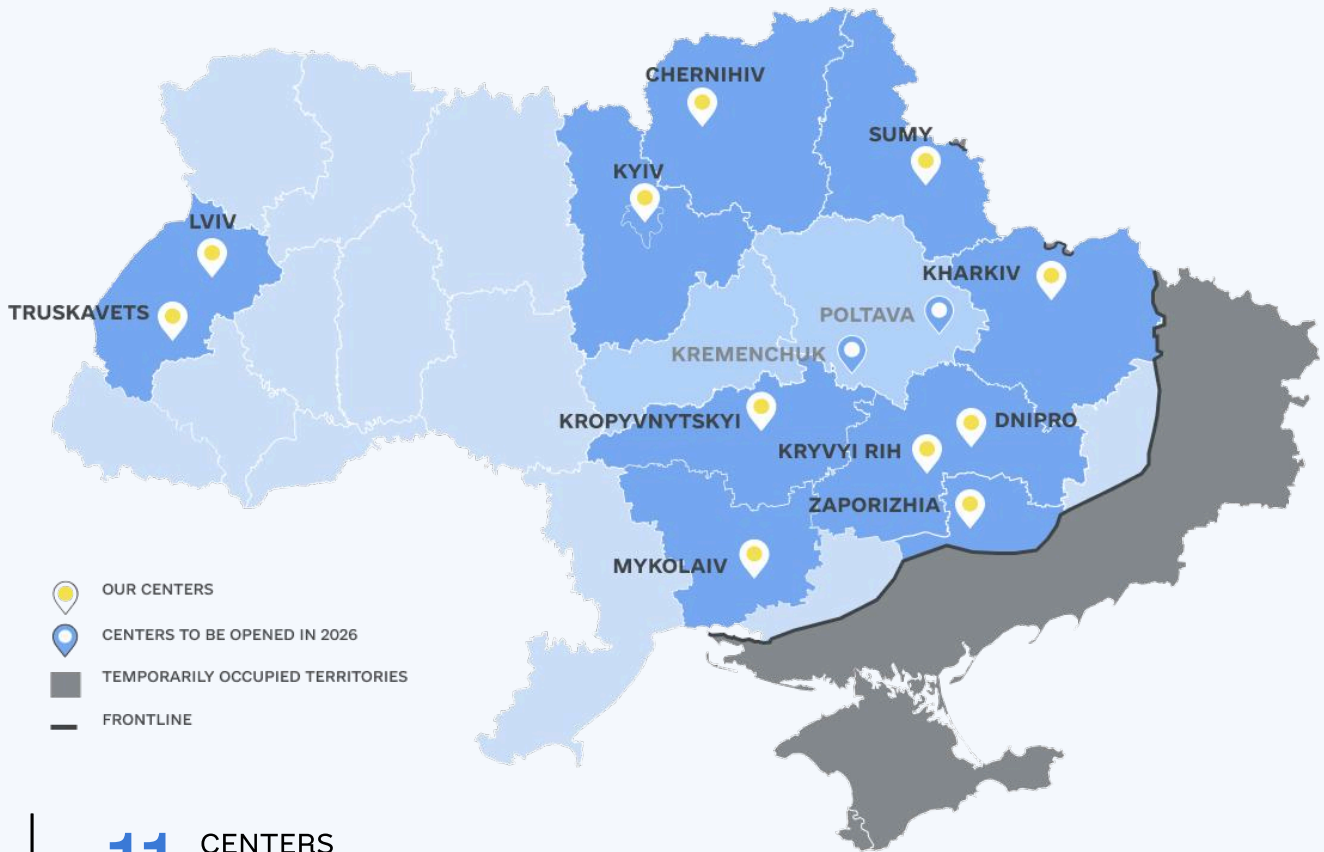 CHERNIHIV
SUMY
KYIV
LVIV
KHARKIV
TRUSKAVETS
POLTAVA
KREMENCHUK
KROPYVNYTSKYI
DNIPRO
KRYVYI RIH
ZAPORIZHIA
MYKOLAIV
OUR CENTERS
CENTERS TO BE OPENED IN 2026
TEMPORARILY OCCUPIED TERRITORIES
FRONTLINE
11 CENTERS